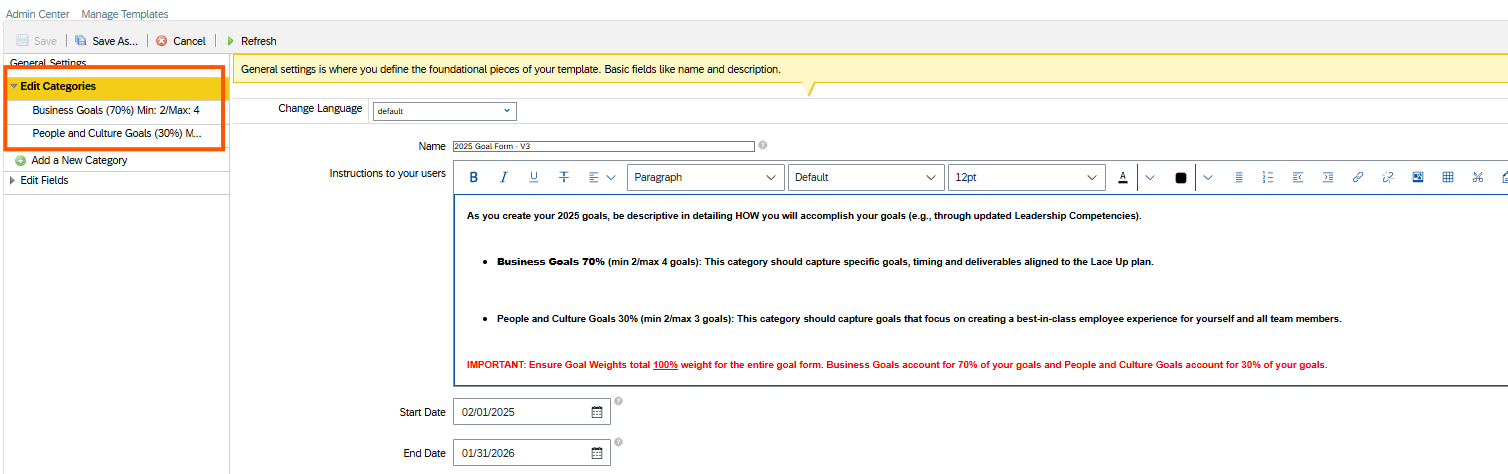 Admin Center Manage Templates
Save Save As... Cancel Refresh
General Settings
Edit Categories
Business Goals (70%) Min: 2/Max: 4
People and Culture Goals (30%) M...
Add a New Category
Edit Fields
General settings is where you define the foundational pieces of your template. Basic fields like name and description.
Change Language default
Name 2025 Goal Form - V3
Instructions to your users
B I U T Paragraph Default 12pt A
As you create your 2025 goals, be descriptive in detailing HOW you will accomplish your goals (e.g., through updated Leadership Competencies).
• Business Goals 70% (min 2/max 4 goals): This category should capture specific goals, timing and deliverables aligned to the Lace Up plan.
• People and Culture Goals 30% (min 2/max 3 goals): This category should capture goals that focus on creating a best-in-class employee experience for yourself and all team members.
IMPORTANT: Ensure Goal Weights total 100% weight for the entire goal form. Business Goals account for 70% of your goals and People and Culture Goals account for 30% of your goals.
Start Date 02/01/2025
End Date 01/31/2026